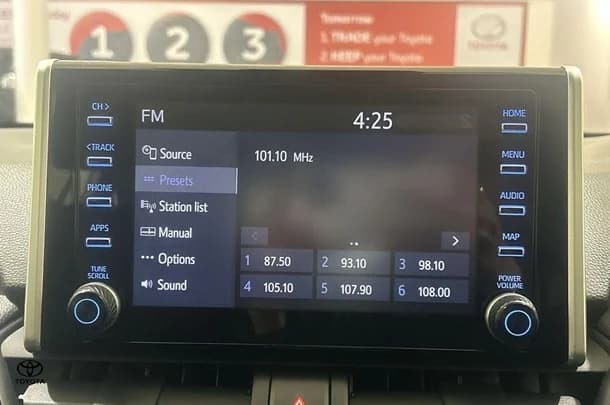 Tomorrow
1. TRADE your Toyota
2. KEEP your Toyota
TOYOTA
1 2 3
CH >
< TRACK
PHONE
APPS
TUNE
SCROLL
FM
4:25
Source
Presets
Station list
Manual
Options
Sound
101.10 MHz
1 87.50
2 93.10
3 98.10
4 105.10
5 107.90
6 108.00
HOME
MENU
AUDIO
MAP
POWER
VOLUME
TOYOTA